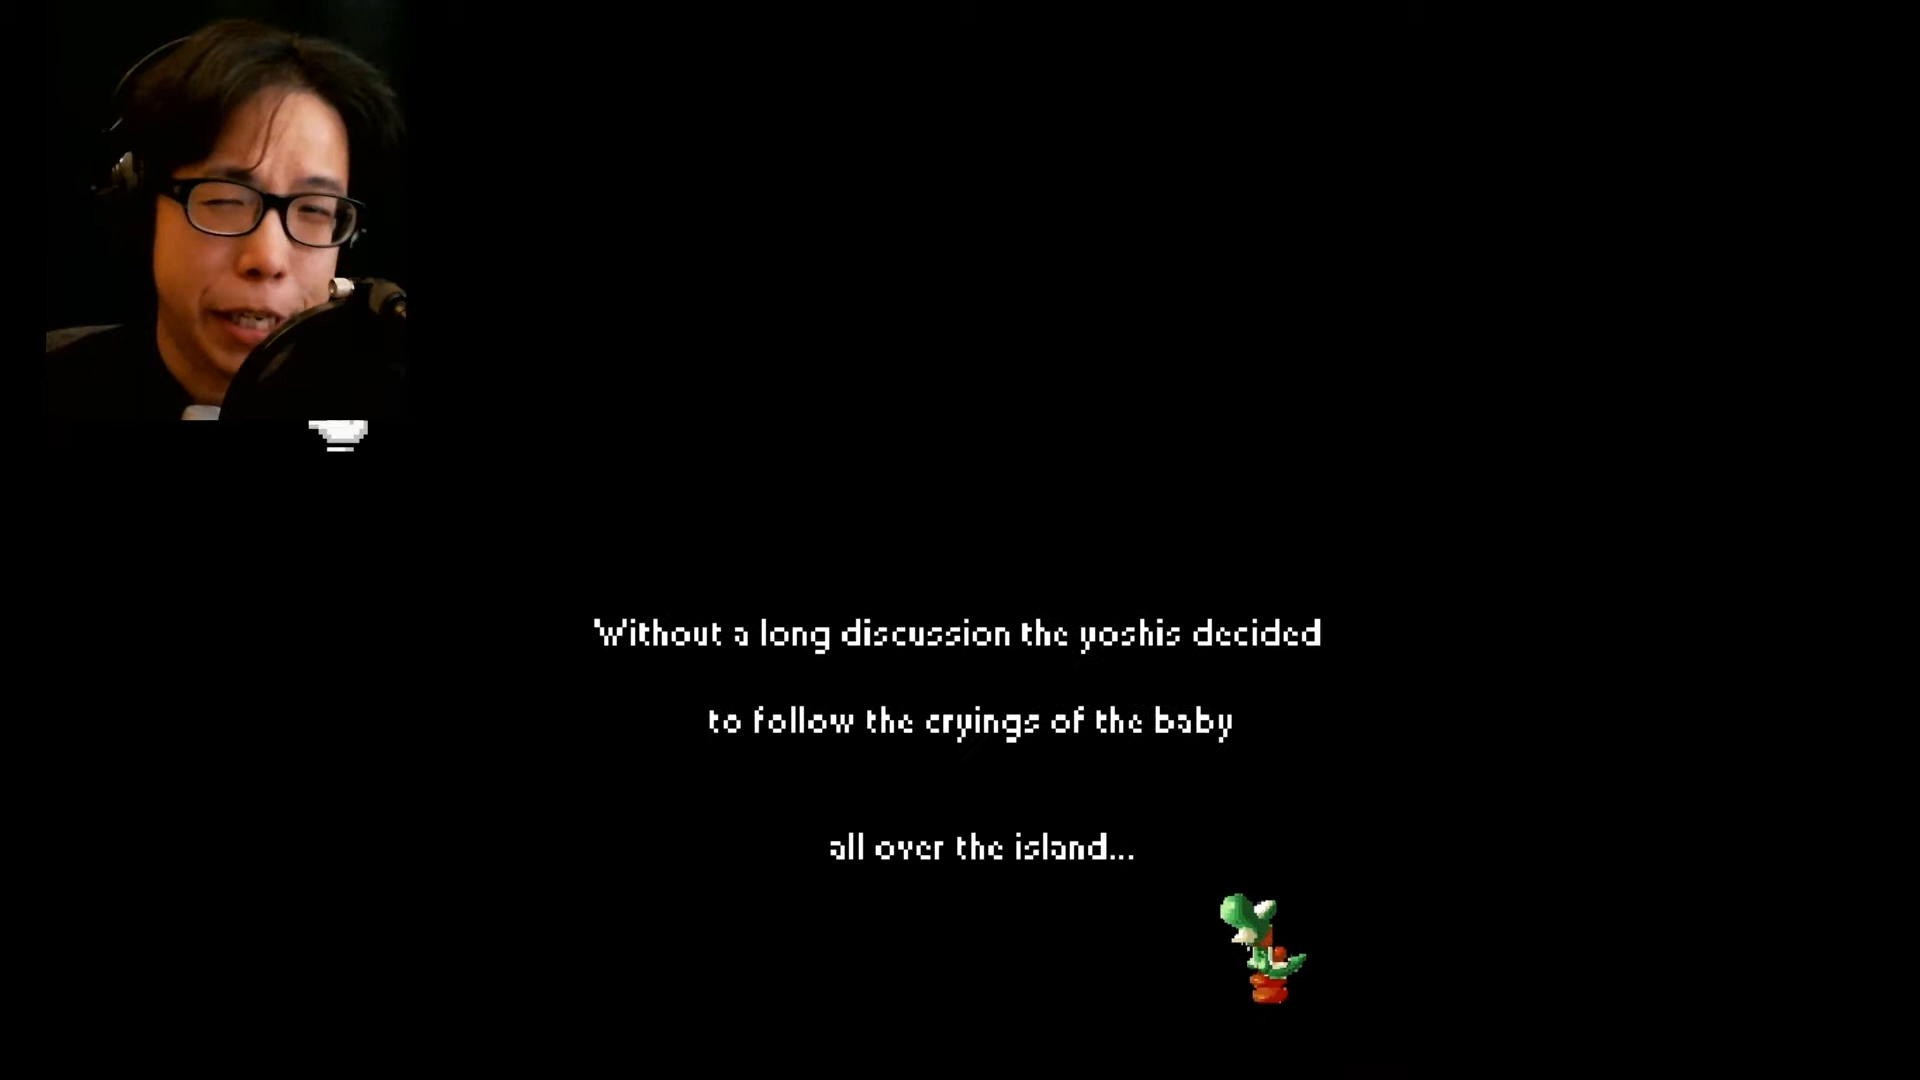 Without a long discussion the yoshis decided
to follow the cryings of the baby
all over the island...